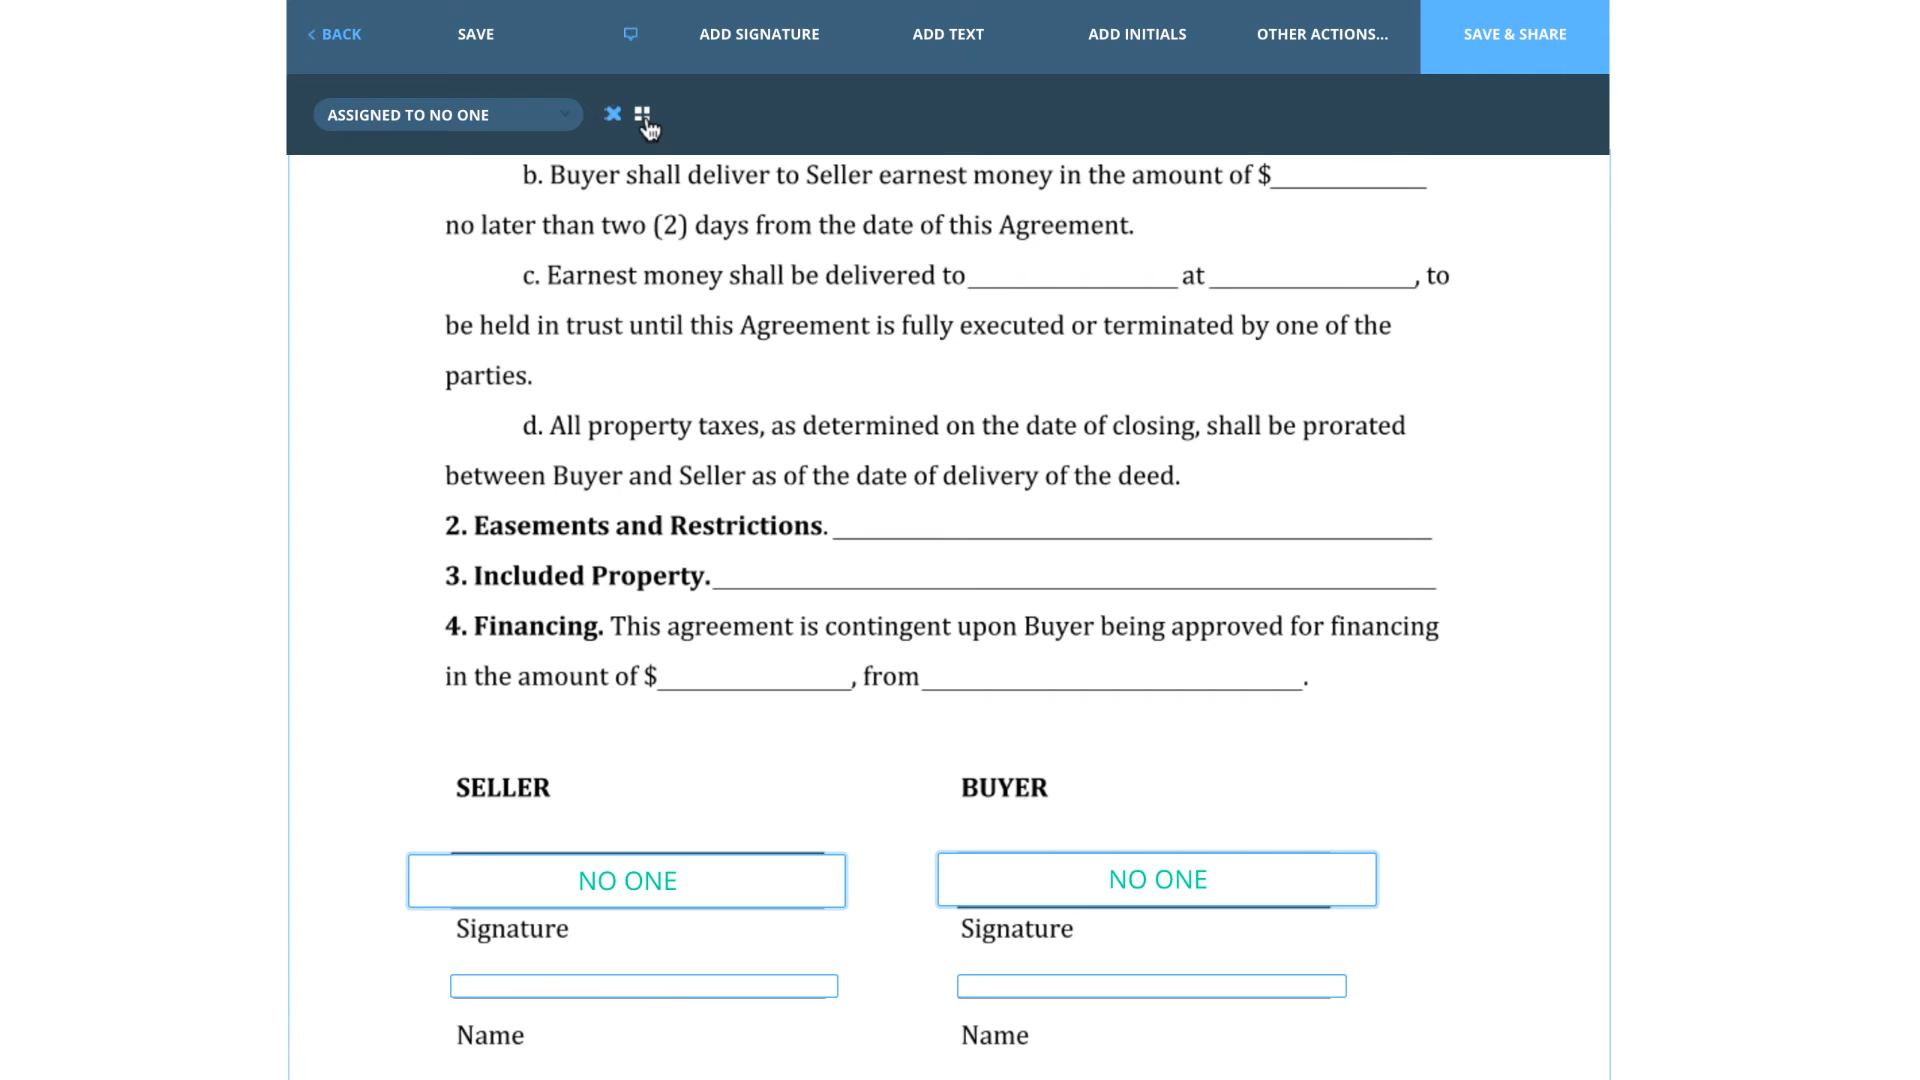 BACK SAVE ADD SIGNATURE ADD TEXT ADD INITIALS OTHER ACTIONS... SAVE & SHARE
ASSIGNED TO NO ONE
b. Buyer shall deliver to Seller earnest money in the amount of $____________
no later than two (2) days from the date of this Agreement.
c. Earnest money shall be delivered to________________ at ________________, to
be held in trust until this Agreement is fully executed or terminated by one of the
parties.
d. All property taxes, as determined on the date of closing, shall be prorated
between Buyer and Seller as of the date of delivery of the deed.
2. Easements and Restrictions. ______________________________________________
3. Included Property.________________________________________________________
4. Financing. This agreement is contingent upon Buyer being approved for financing
in the amount of $_______________, from_____________________________.
SELLER BUYER
NO ONE NO ONE
Signature Signature
Name Name